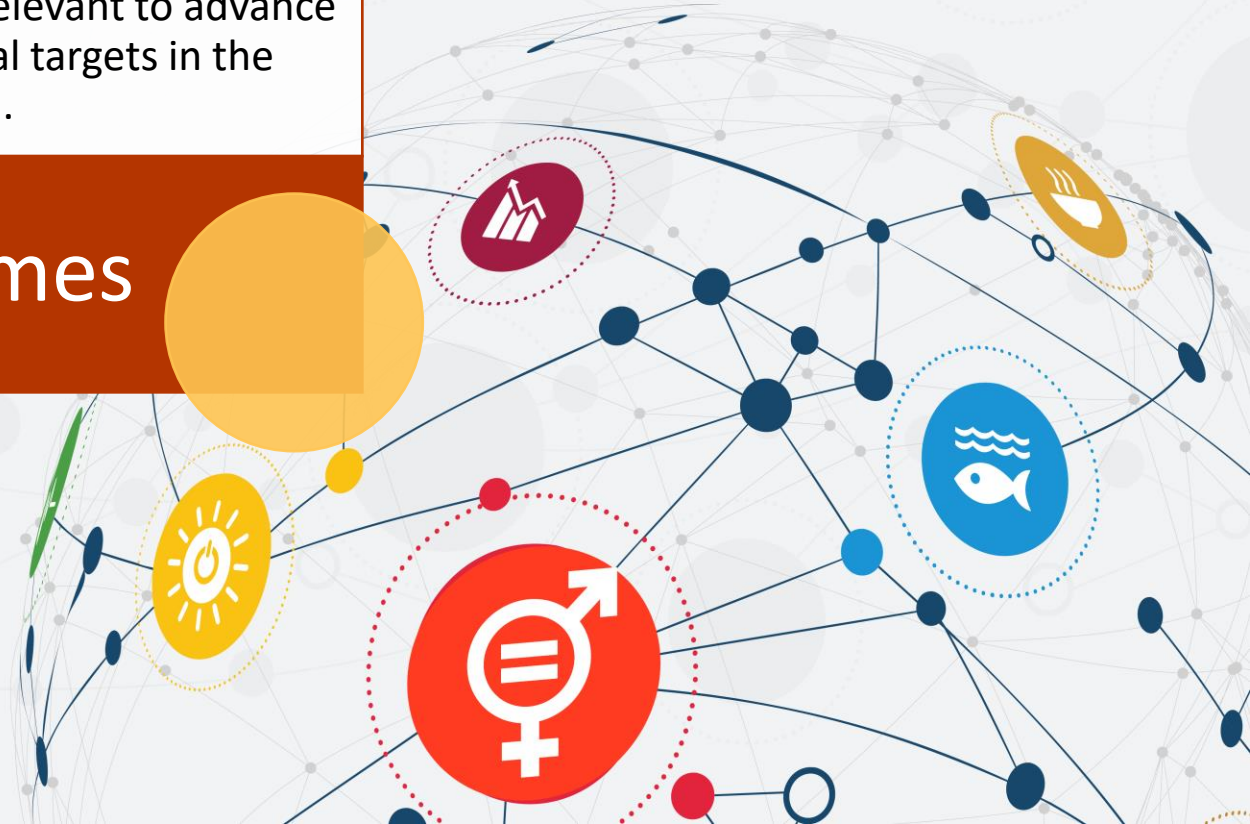 elevant to advance
al targets in the
.
mes